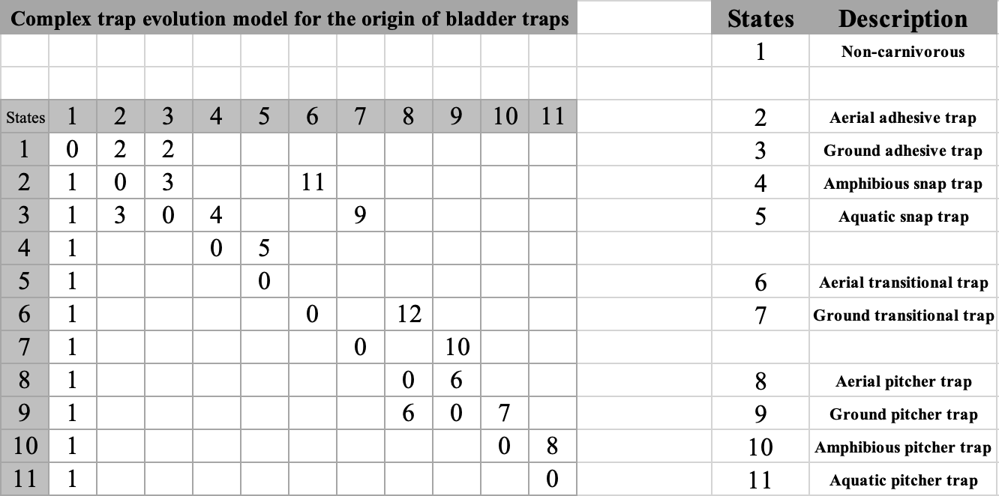 Complex trap evolution model for the origin of bladder traps States Description
1 Non-carnivorous
States 1 2 3 4 5 6 7 8 9 10 11 2 Aerial adhesive trap
1 0 2 2 3 Ground adhesive trap
2 1 0 3 11 4 Amphibious snap trap
3 1 3 0 4 9 5 Aquatic snap trap
4 1 0 5
5 1 0 6 Aerial transitional trap
6 1 0 12 7 Ground transitional trap
7 1 0 10
8 1 0 6 8 Aerial pitcher trap
9 1 6 0 7 9 Ground pitcher trap
10 1 0 8 10 Amphibious pitcher trap
11 1 0 11 Aquatic pitcher trap